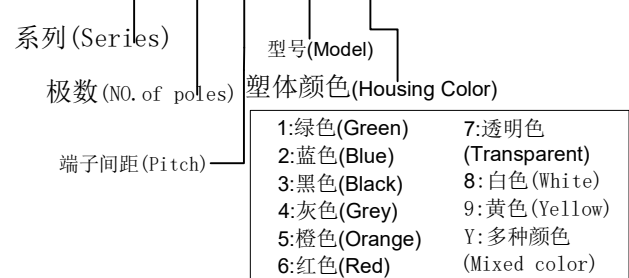 系列(Series)
型号(Model)
极数(NO.of poles)
塑体颜色(Housing Color)
端子间距(Pitch)
1:绿色(Green)
2:蓝色(Blue)
3:黑色(Black)
4:灰色(Grey)
5:橙色(Orange)
6:红色(Red)
7:透明色
(Transparent)
8:白色(White)
9:黄色(Yellow)
Y:多种颜色
(Mixed color)